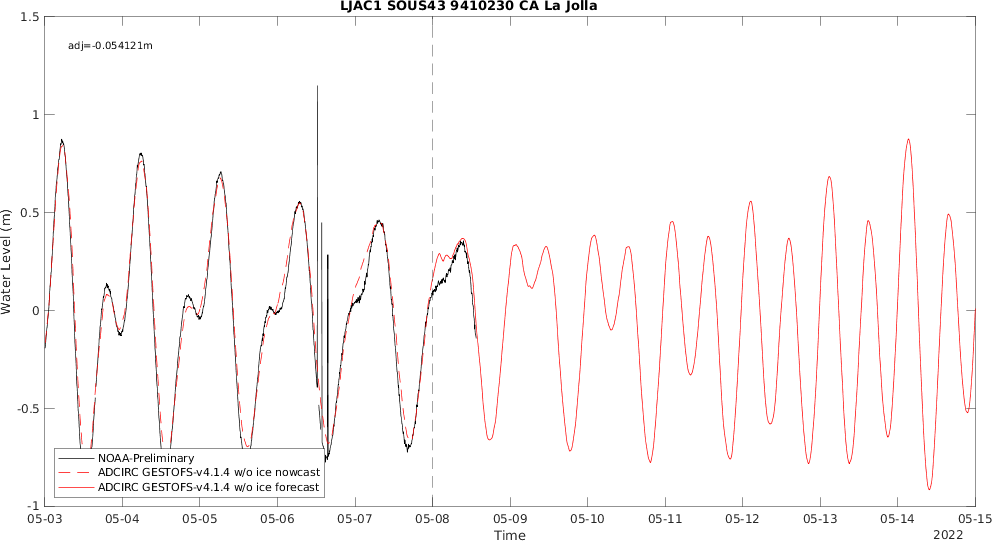 LJAC1 SOUS43 9410230 CA La Jolla
adj=-0.054121m
Water Level (m)
1.5
1
0.5
0
-0.5
-1
NOAA-Preliminary
ADCIRC GESTOFS-v4.1.4 w/o ice nowcast
ADCIRC GESTOFS-v4.1.4 w/o ice forecast
05-03 05-04 05-05 05-06 05-07 05-08 05-09 05-10 05-11 05-12 05-13 05-14 05-15
Time
2022